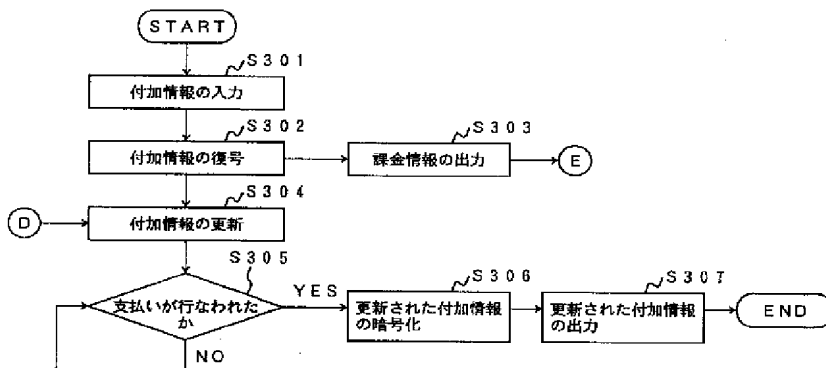 START
S301
付加情報の入力
S302
付加情報の復号
S303
課金情報の出力
E
S304
D
付加情報の更新
S305
支払いが行なわれた
か
YES
NO
S306
更新された付加情報
の暗号化
S307
更新された付加情報
の出力
END